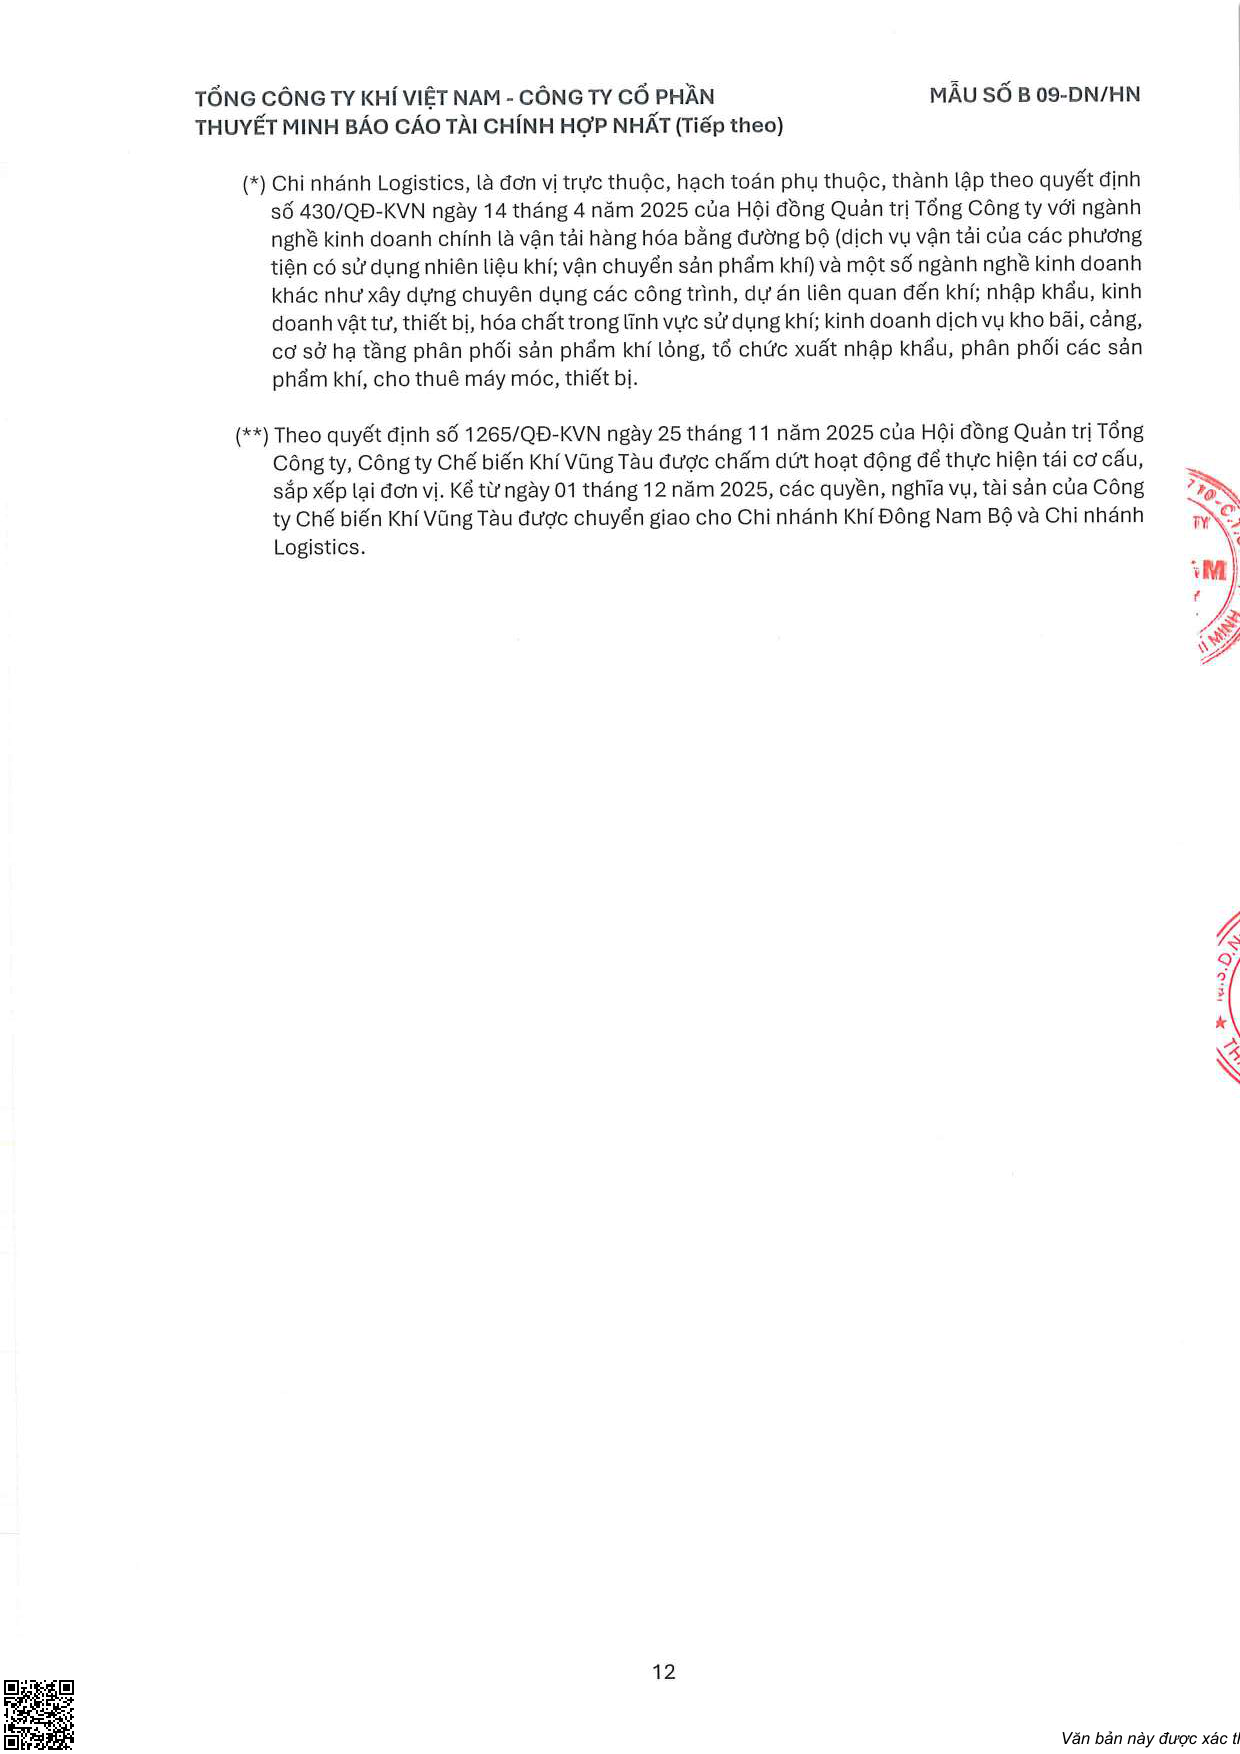 TỔNG CÔNG TY KHÍ VIỆT NAM - CÔNG TY CỔ PHẦN
MẪU SỐ B 09-DN/HN
THUYẾT MINH BÁO CÁO TÀI CHÍNH HỢP NHẤT (Tiếp theo)
(*) Chi nhánh Logistics, là đơn vị trực thuộc, hạch toán phụ thuộc, thành lập theo quyết định
số 430/QĐ-KVN ngày 14 tháng 4 năm 2025 của Hội đồng Quản trị Tổng Công ty với ngành
nghề kinh doanh chính là vận tải hàng hóa bằng đường bộ (dịch vụ vận tải của các phương
tiện có sử dụng nhiên liệu khí; vận chuyển sản phẩm khí) và một số ngành nghề kinh doanh
khác như xây dựng chuyên dụng các công trình, dự án liên quan đến khí; nhập khẩu, kinh
doanh vật tư, thiết bị, hóa chất trong lĩnh vực sử dụng khí; kinh doanh dịch vụ kho bãi, cảng,
cơ sở hạ tầng phân phối sản phẩm khí lỏng, tổ chức xuất nhập khẩu, phân phối các sản
phẩm khí, cho thuê máy móc, thiết bị.
(**) Theo quyết định số 1265/QĐ-KVN ngày 25 tháng 11 năm 2025 của Hội đồng Quản trị Tổng
Công ty, Công ty Chế biến Khí Vũng Tàu được chấm dứt hoạt động để thực hiện tái cơ cấu,
sắp xếp lại đơn vị. Kể từ ngày 01 tháng 12 năm 2025, các quyền, nghĩa vụ, tài sản của Công
ty Chế biến Khí Vũng Tàu được chuyển giao cho Chi nhánh Khí Đông Nam Bộ và Chi nhánh
Logistics.
TY
MINH
12
Văn bản này được xác th